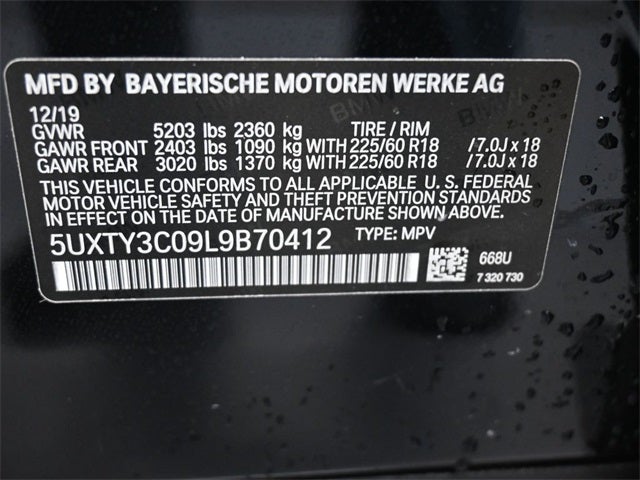 MFD BY BAYERISCHE MOTOREN WERKE AG
12/19
GVWR 5203 lbs 2360 kg TIRE / RIM
GAWR FRONT 2403 lbs 1090 kg WITH 225/60 R18 /7.0J x 18
GAWR REAR 3020 lbs 1370 kg WITH 225/60 R18 /7.0J x 18
THIS VEHICLE CONFORMS TO ALL APPLICABLE U. S. FEDERAL
MOTOR VEHICLE SAFETY AND THEFT PREVENTION STANDARDS
IN EFFECT ON THE DATE OF MANUFACTURE SHOWN ABOVE.
5UXTY3C09L9B70412 TYPE: MPV
668U
7 320 730